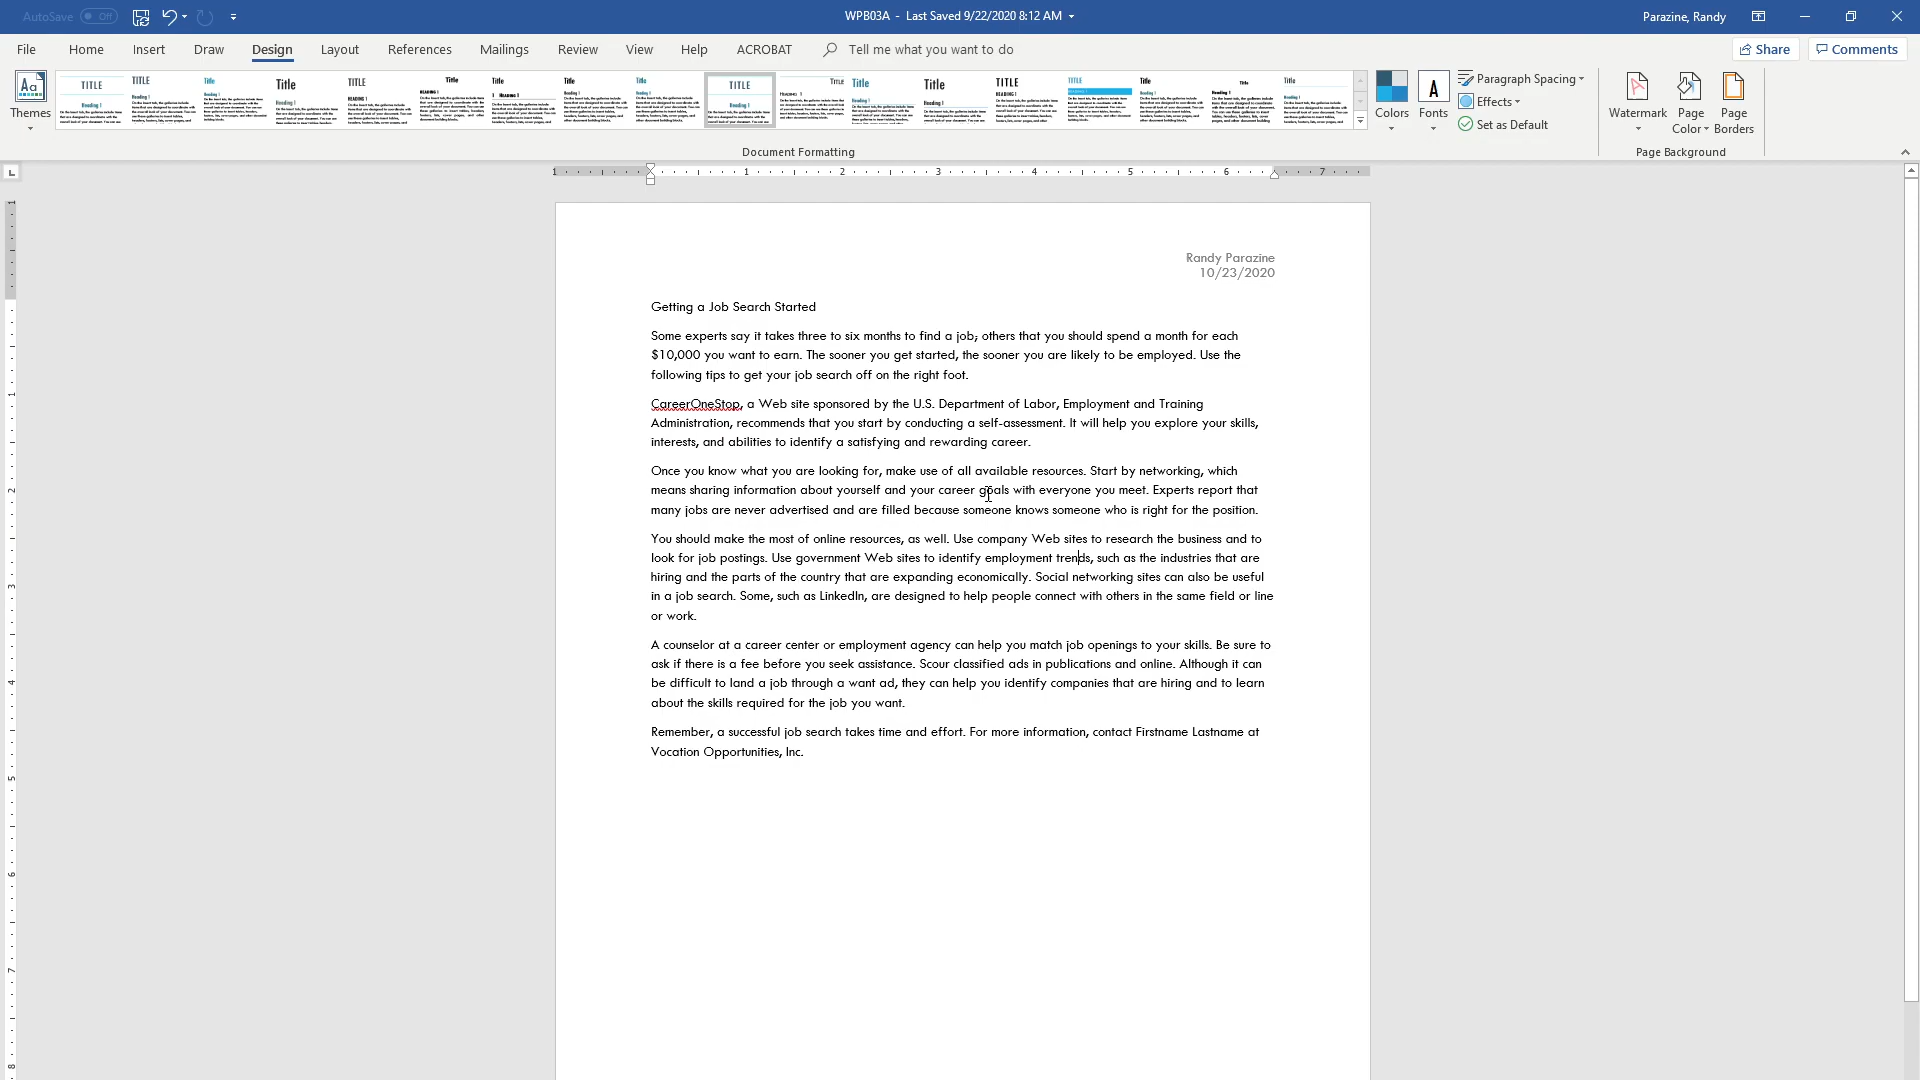 AutoSave Off
WPB03A - Last Saved 9/22/2020 8:12 AM
Parazine, Randy
File Home Insert Draw Design Layout References Mailings Review View Help ACROBAT Tell me what you want to do Share Comments
Themes
Colors
Fonts
Paragraph Spacing
Effects
Set as Default
Watermark
Page Color
Page Borders
Document Formatting
Page Background
Randy Parazine
10/23/2020
Getting a Job Search Started
Some experts say it takes three to six months to find a job; others that you should spend a month for each
$10,000 you want to earn. The sooner you get started, the sooner you are likely to be employed. Use the
following tips to get your job search off on the right foot.
CareerOneStop, a Web site sponsored by the U.S. Department of Labor, Employment and Training
Administration, recommends that you start by conducting a self-assessment. It will help you explore your skills,
interests, and abilities to identify a satisfying and rewarding career.
Once you know what you are looking for, make use of all available resources. Start by networking, which
means sharing information about yourself and your career goals with everyone you meet. Experts report that
many jobs are never advertised and are filled because someone knows someone who is right for the position.
You should make the most of online resources, as well. Use company Web sites to research the business and to
look for job postings. Use government Web sites to identify employment trends, such as the industries that are
hiring and the parts of the country that are expanding economically. Social networking sites can also be useful
in a job search. Some, such as LinkedIn, are designed to help people connect with others in the same field or line
or work.
A counselor at a career center or employment agency can help you match job openings to your skills. Be sure to
ask if there is a fee before you seek assistance. Scour classified ads in publications and online. Although it can
be difficult to land a job through a want ad, they can help you identify companies that are hiring and to learn
about the skills required for the job you want.
Remember, a successful job search takes time and effort. For more information, contact Firstname Lastname at
Vocation Opportunities, Inc.